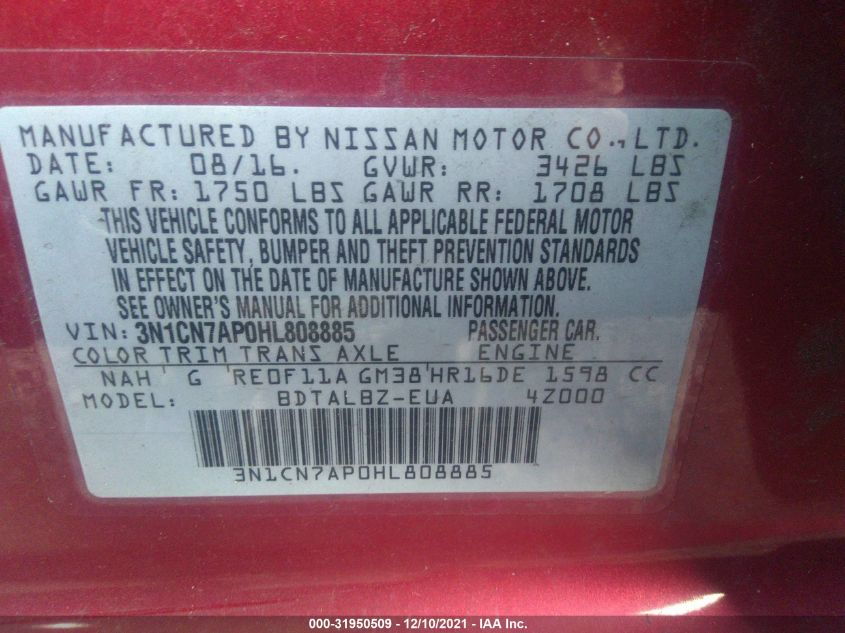 MANUFACTURED BY NISSAN MOTOR CO., LTD.
DATE: 08/16. GVWR: 3426 LBS
GAWR FR: 1750 LBS GAWR RR: 1708 LBS
THIS VEHICLE CONFORMS TO ALL APPLICABLE FEDERAL MOTOR
VEHICLE SAFETY, BUMPER AND THEFT PREVENTION STANDARDS
IN EFFECT ON THE DATE OF MANUFACTURE SHOWN ABOVE.
SEE OWNER'S MANUAL FOR ADDITIONAL INFORMATION.
VIN: 3N1CN7AP0HL808885 PASSENGER CAR.
COLOR TRIM TRANS AXLE ENGINE
NAH G RE0F11A GM38 HR16DE 1598 CC
MODEL: BDTALBZ-EUA 4Z000
3N1CN7AP0HL808885
000-31950509 - 12/10/2021 - IAA Inc.